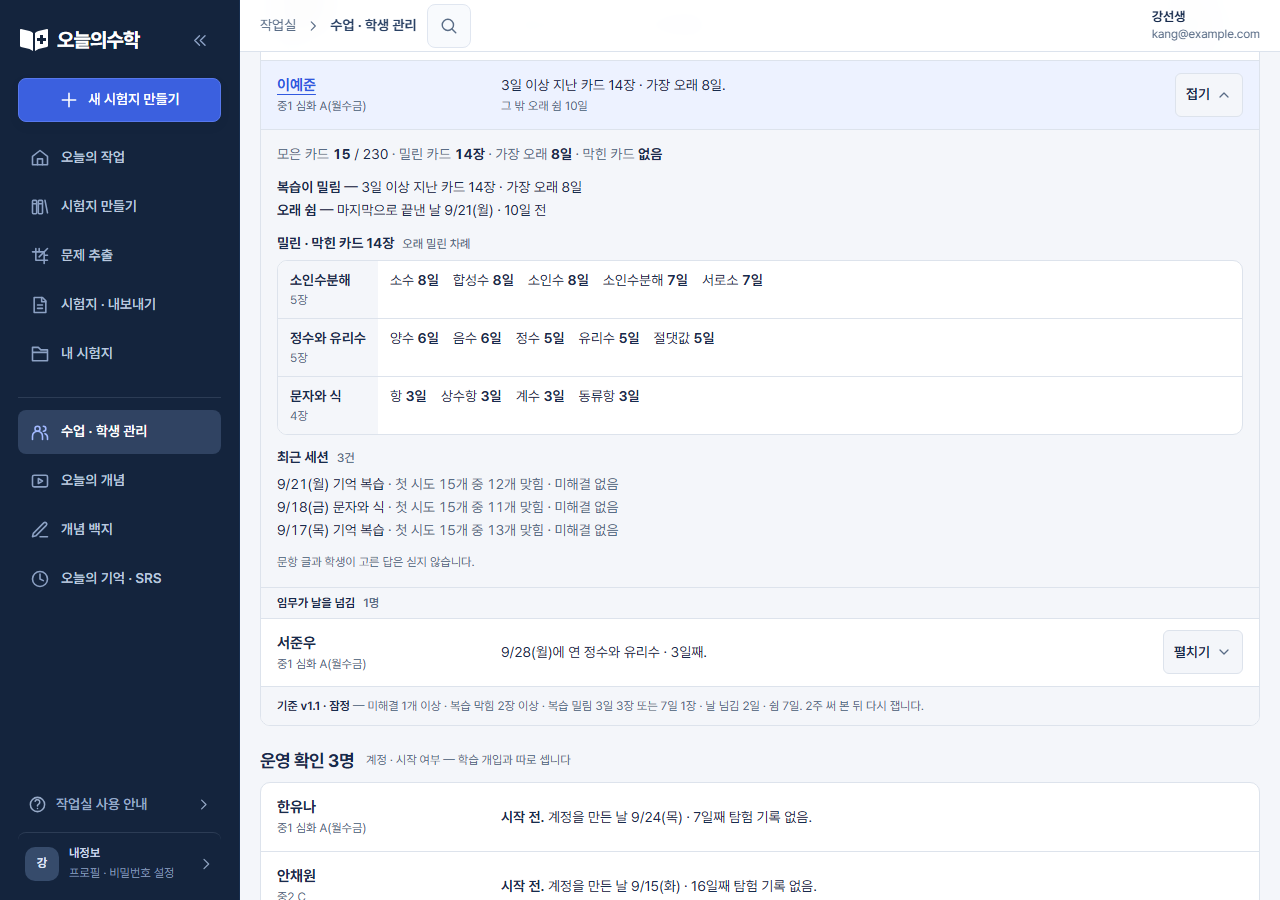 오늘의수학
새 시험지 만들기
오늘의 작업
시험지 만들기
문제 추출
시험지 · 내보내기
내 시험지
수업 · 학생 관리
오늘의 개념
개념 백지
오늘의 기억 · SRS
작업실 사용 안내
강
내정보
프로필 · 비밀번호 설정
작업실
수업 · 학생 관리
강선생
kang@example.com
이예준
중1 심화 A(월수금)
3일 이상 지난 카드 14장 · 가장 오래 8일.
그 밖 오래 쉼 10일
접기
모은 카드 15 / 230 · 밀린 카드 14장 · 가장 오래 8일 · 막힌 카드 없음
복습이 밀림 — 3일 이상 지난 카드 14장 · 가장 오래 8일
오래 쉼 — 마지막으로 끝낸 날 9/21(월) · 10일 전
밀린 · 막힌 카드 14장 오래 밀린 차례
소인수분해
5장
소수 8일 합성수 8일 소인수 8일 소인수분해 7일 서로소 7일
정수와 유리수
5장
양수 6일 음수 6일 정수 5일 유리수 5일 절댓값 5일
문자와 식
4장
항 3일 상수항 3일 계수 3일 동류항 3일
최근 세션 3건
9/21(월) 기억 복습 · 첫 시도 15개 중 12개 맞힘 · 미해결 없음
9/18(금) 문자와 식 · 첫 시도 15개 중 11개 맞힘 · 미해결 없음
9/17(목) 기억 복습 · 첫 시도 15개 중 13개 맞힘 · 미해결 없음
문항 글과 학생이 고른 답은 싣지 않습니다.
임무가 날을 넘김 1명
서준우
중1 심화 A(월수금)
9/28(월)에 연 정수와 유리수 · 3일째.
펼치기
기준 v1.1 · 잠정 — 미해결 1개 이상 · 복습 막힘 2장 이상 · 복습 밀림 3일 3장 또는 7일 1장 · 날 넘김 2일 · 쉼 7일. 2주 써 본 뒤 다시 잽니다.
운영 확인 3명 계정 · 시작 여부 — 학습 개입과 따로 셉니다
한유나
중1 심화 A(월수금)
시작 전. 계정을 만든 날 9/24(목) · 7일째 탐험 기록 없음.
안채원
중2 C
시작 전. 계정을 만든 날 9/15(화) · 16일째 탐험 기록 없음.